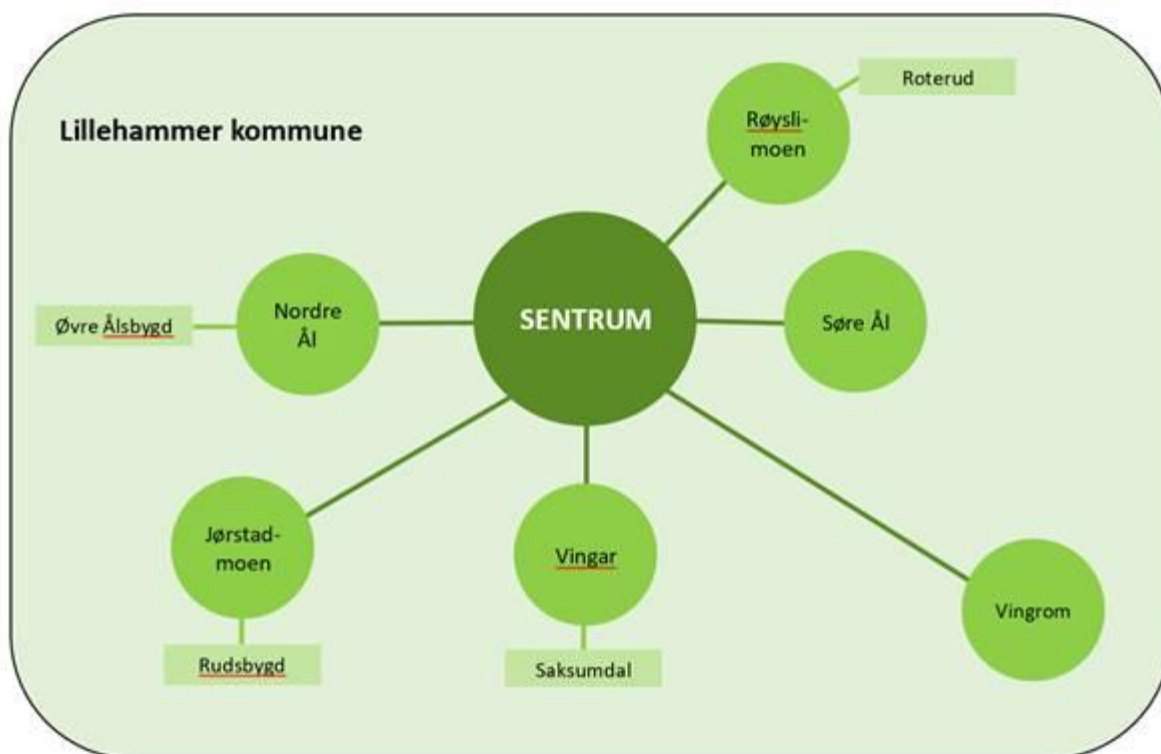 Roterud
Lillehammer kommune
Røysli-
moen
SENTRUM
Nordre
Ål
Øvre Ålsbygd
Søre Ål
Jørstad-
moen
Vingar
Vingrom
Rudsbygd
Saksumdal